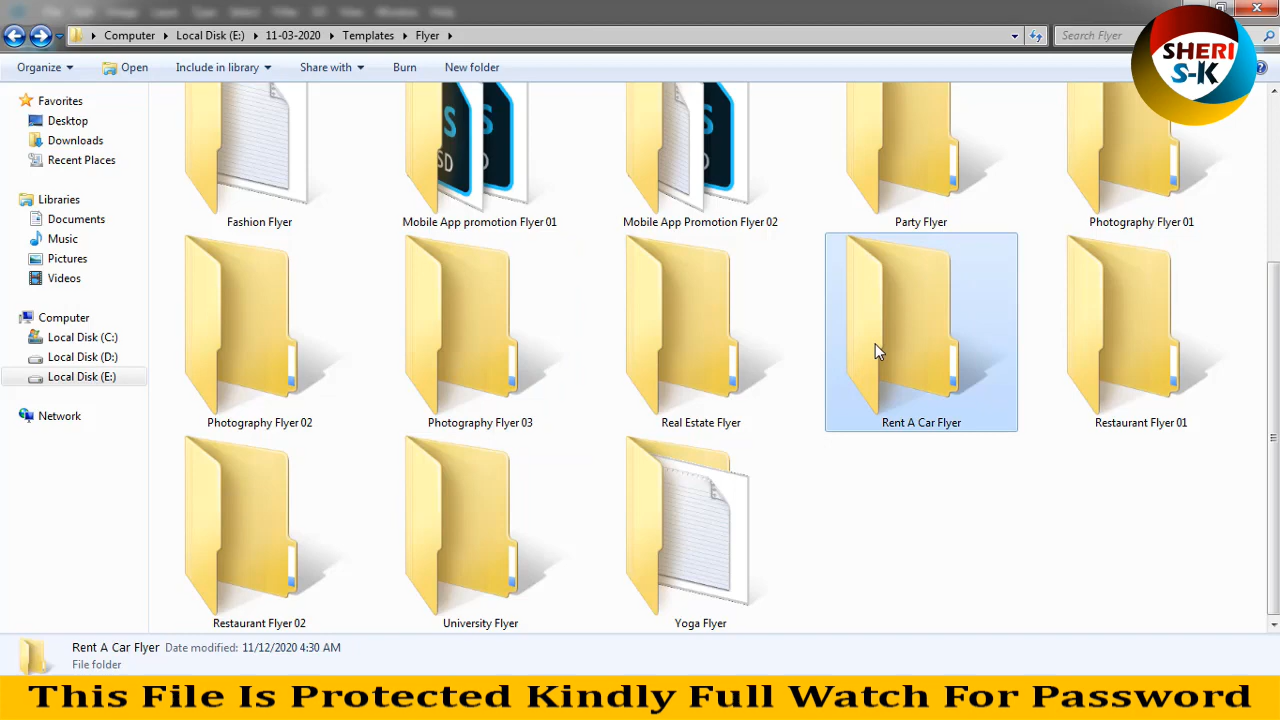 Computer Local Disk (E:) 11-03-2020 Templates Flyer Search Flyer
SHERI
S-K
Organize Open Include in library Share with Burn New folder
Favorites
Desktop
Downloads
Recent Places
Libraries
Documents
Music
Pictures
Videos
Computer
Local Disk (C:)
Local Disk (D:)
Local Disk (E:)
Network
S S S
SD D D
Fashion Flyer Mobile App promotion Flyer 01 Mobile App Promotion Flyer 02 Party Flyer Photography Flyer 01
Photography Flyer 02 Photography Flyer 03 Real Estate Flyer Rent A Car Flyer Restaurant Flyer 01
Restaurant Flyer 02 University Flyer Yoga Flyer
Rent A Car Flyer Date modified: 11/12/2020 4:30 AM
File folder
This File Is Protected Kindly Full Watch For Password